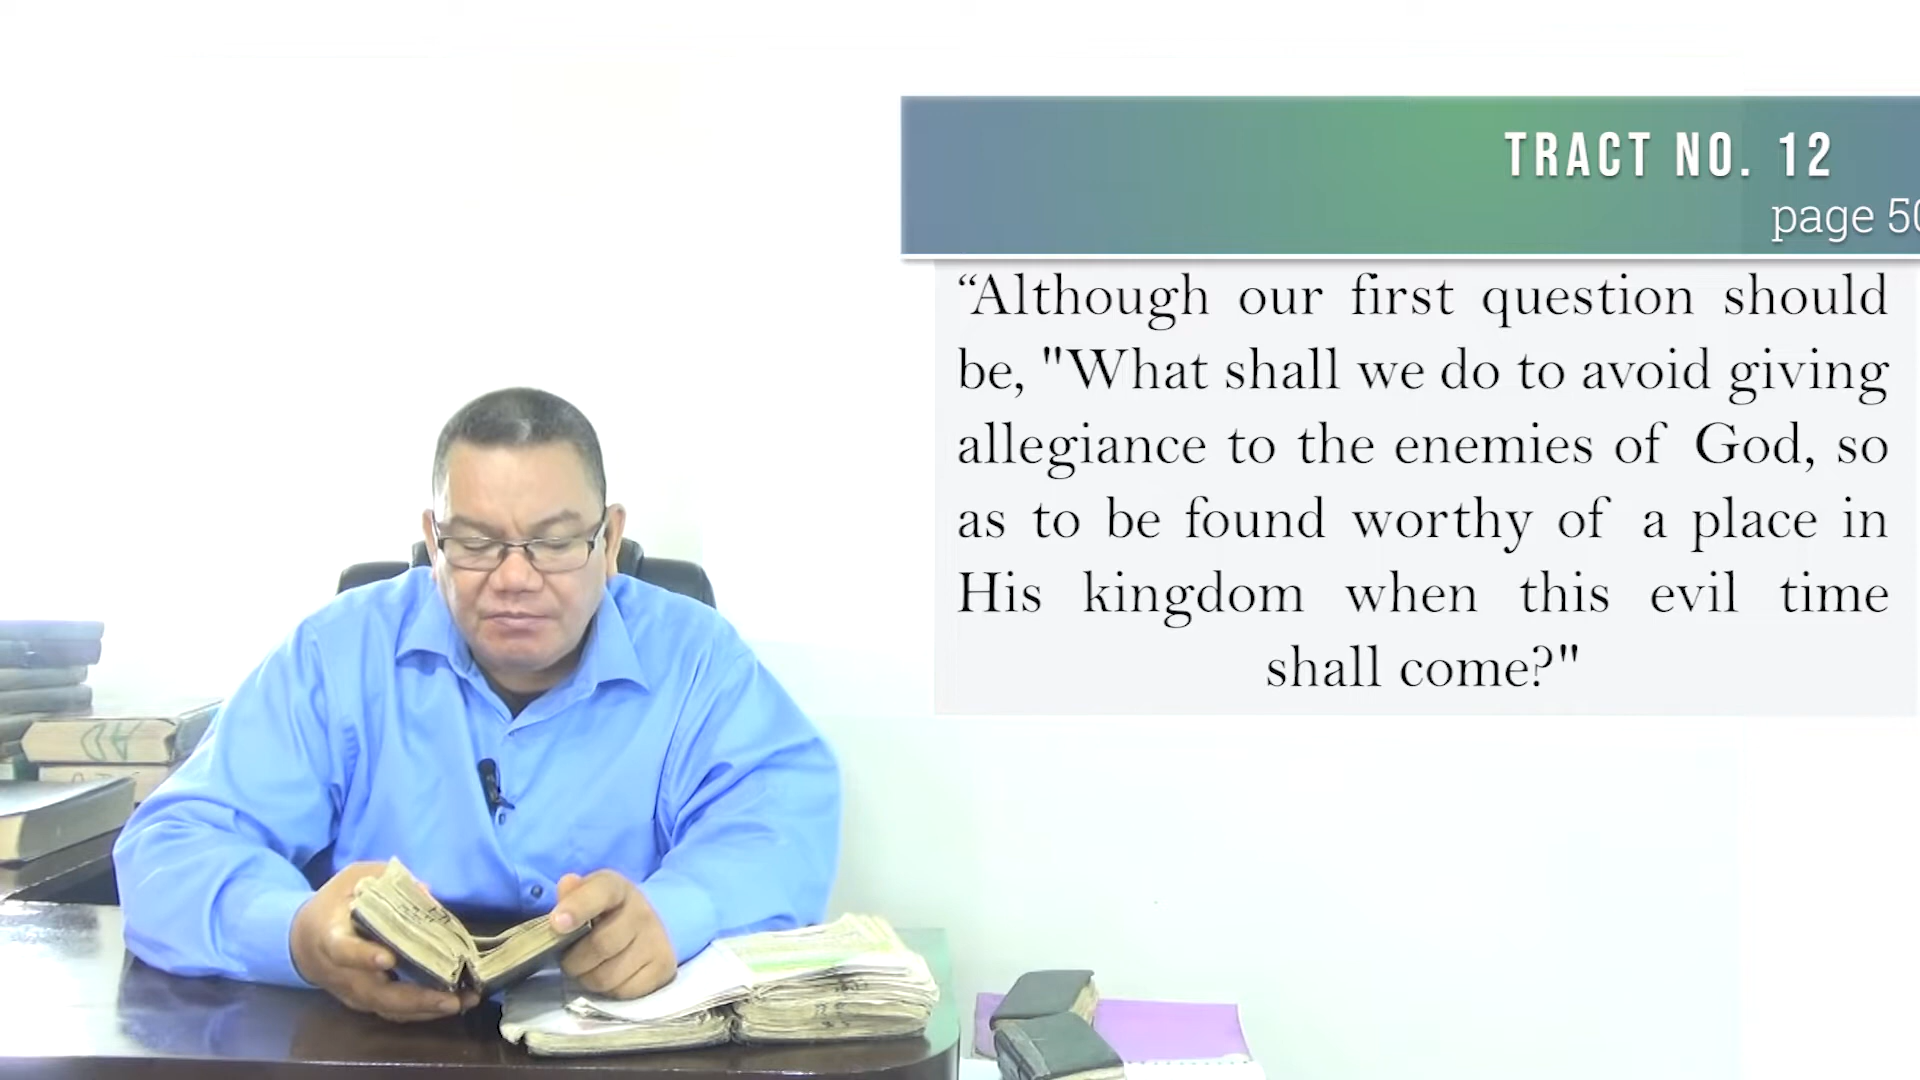 TRACT NO. 12
page 50
“Although our first question should
be, "What shall we do to avoid giving
allegiance to the enemies of God, so
as to be found worthy of a place in
His kingdom when this evil time
shall come?"